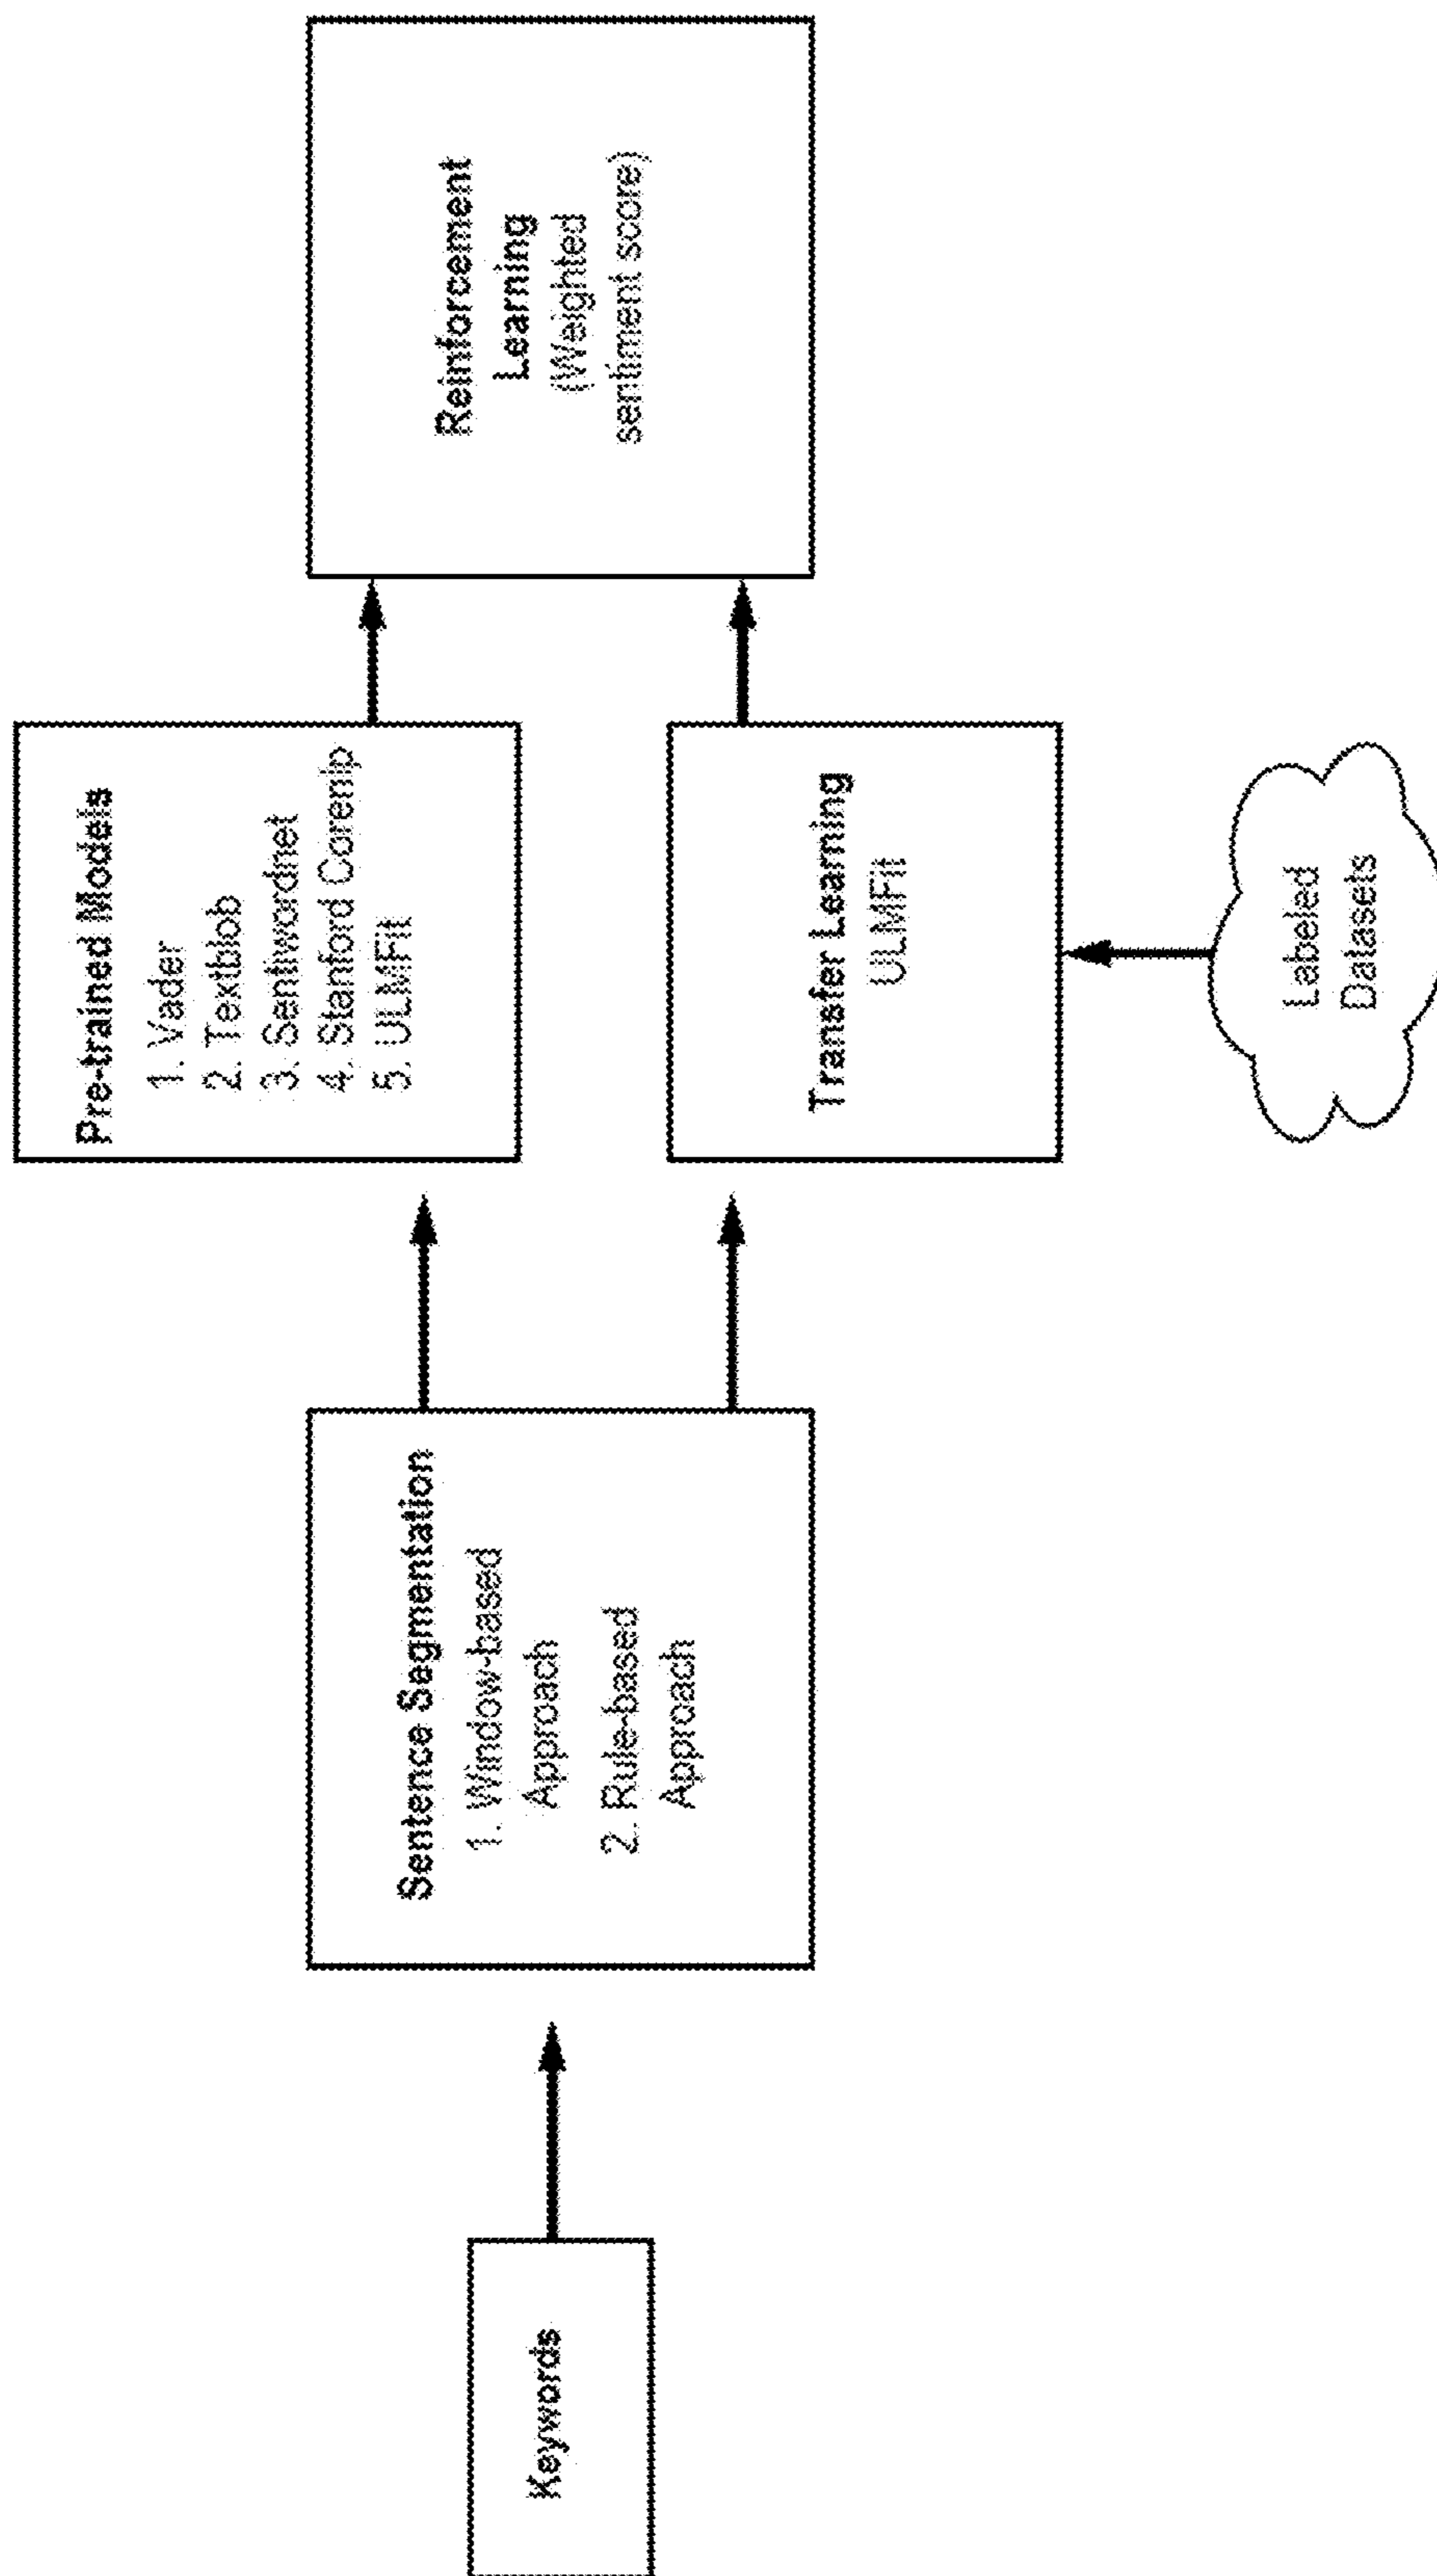 Keywords
Sentence Segmentation
1. Window-based
Approach
2. Rule-based
Approach
Pre-trained Models
1. Vader
2. Textblob
3. Sentiwordnet
4. Stanford Corenlp
5. ULMFit
Transfer Learning
ULMFit
Labeled
Datasets
Reinforcement
Learning
(Weighted
sentiment score)